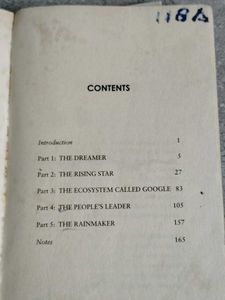 118A
CONTENTS
Introduction 1
Part 1: THE DREAMER 5
Part 2: THE RISING STAR 27
Part 3: THE ECOSYSTEM CALLED GOOGLE 83
Part 4: THE PEOPLE'S LEADER 105
Part 5: THE RAINMAKER 157
Notes 165